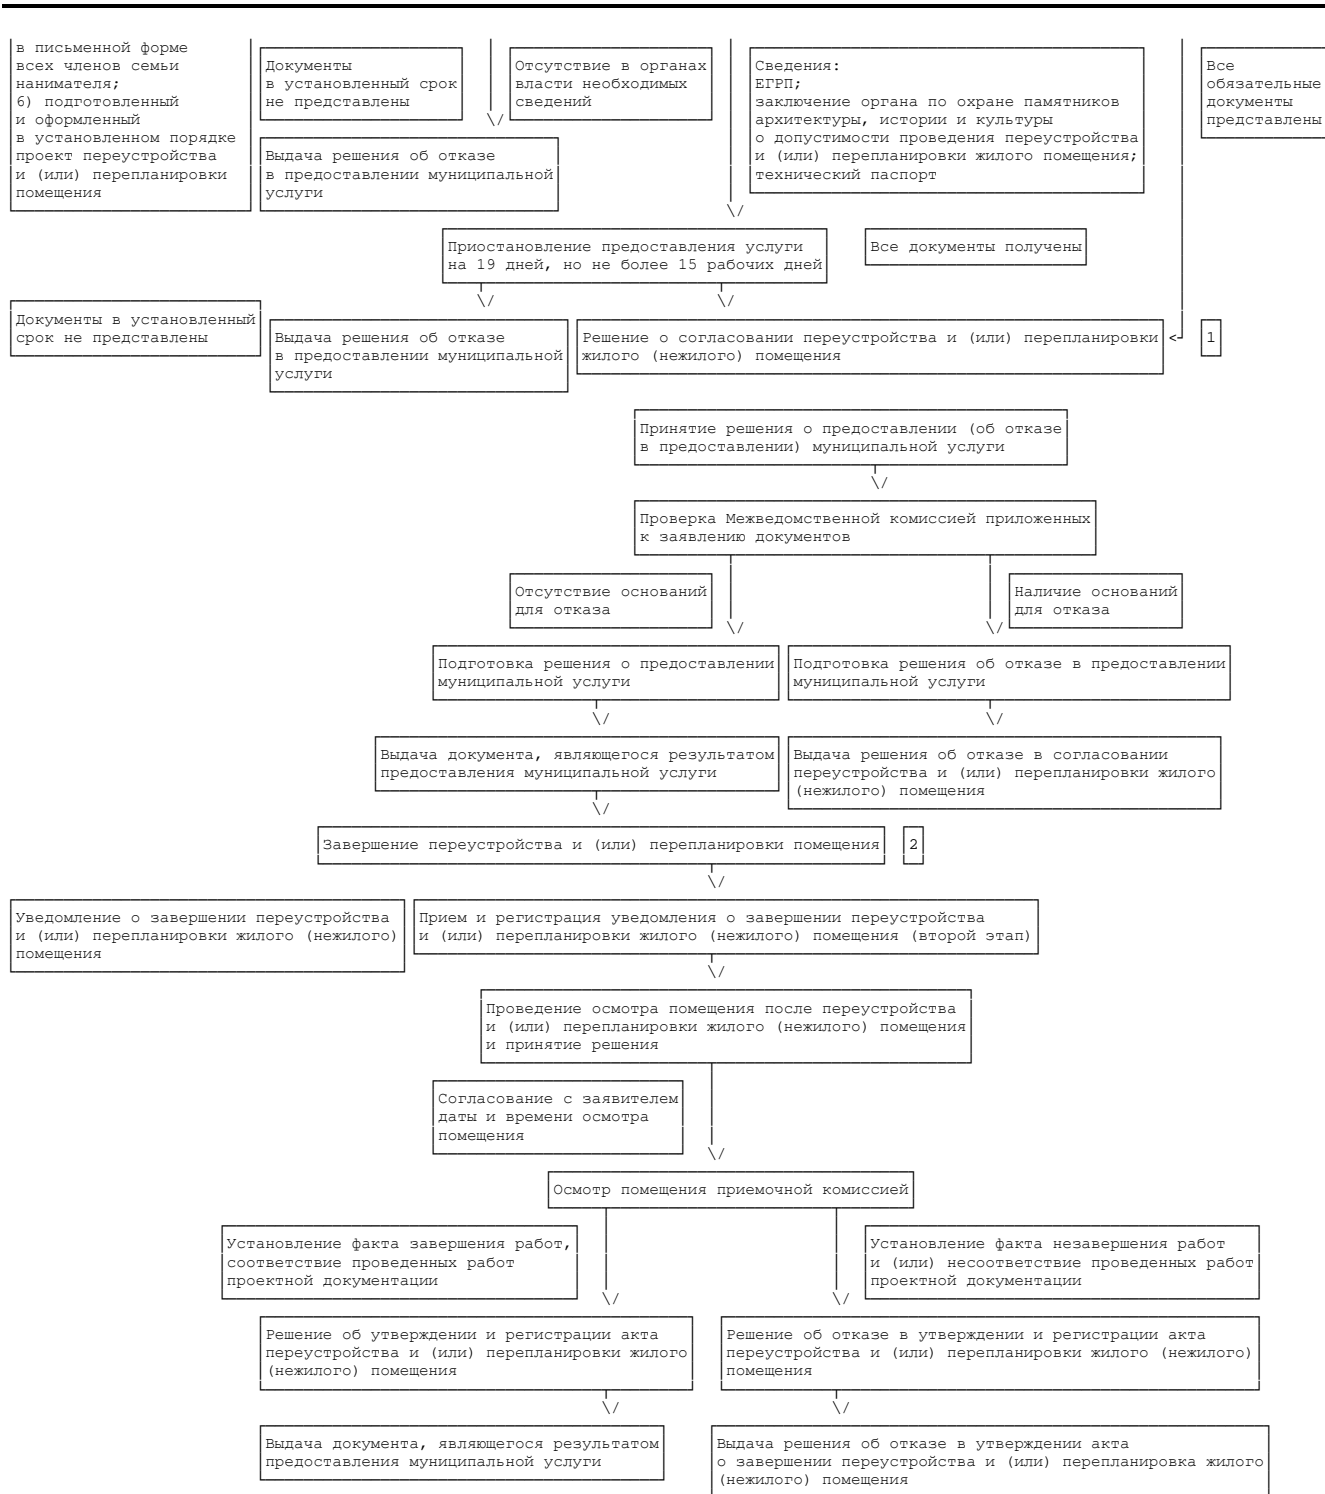 в письменной форме
всех членов семьи
нанимателя;
6) подготовленный
и оформленный
в установленном порядке
проект переустройства
и (или) перепланировки
помещения
Документы
в установленный срок
не представлены
Отсутствие в органах
власти необходимых
сведений
Сведения:
ЕГРП;
заключение органа по охране памятников
архитектуры, истории и культуры
о допустимости проведения переустройства
и (или) перепланировки жилого помещения;
технический паспорт
Все
обязательные
документы
представлены
Выдача решения об отказе
в предоставлении муниципальной
услуги
Приостановление предоставления услуги
на 19 дней, но не более 15 рабочих дней
Все документы получены
Документы в установленный
срок не представлены
Выдача решения об отказе
в предоставлении муниципальной
услуги
Решение о согласовании переустройства и (или) перепланировки
жилого (нежилого) помещения
1
Принятие решения о предоставлении (об отказе
в предоставлении) муниципальной услуги
Проверка Межведомственной комиссией приложенных
к заявлению документов
Отсутствие оснований
для отказа
Наличие оснований
для отказа
Подготовка решения о предоставлении
муниципальной услуги
Подготовка решения об отказе в предоставлении
муниципальной услуги
Выдача документа, являющегося результатом
предоставления муниципальной услуги
Выдача решения об отказе в согласовании
переустройства и (или) перепланировки жилого
(нежилого) помещения
Завершение переустройства и (или) перепланировки помещения
2
Уведомление о завершении переустройства
и (или) перепланировки жилого (нежилого)
помещения
Прием и регистрация уведомления о завершении переустройства
и (или) перепланировки жилого (нежилого) помещения (второй этап)
Проведение осмотра помещения после переустройства
и (или) перепланировки жилого (нежилого) помещения
и принятие решения
Согласование с заявителем
даты и времени осмотра
помещения
Осмотр помещения приемочной комиссией
Установление факта завершения работ,
соответствие проведенных работ
проектной документации
Установление факта незавершения работ
и (или) несоответствие проведенных работ
проектной документации
Решение об утверждении и регистрации акта
переустройства и (или) перепланировки жилого
(нежилого) помещения
Решение об отказе в утверждении и регистрации акта
переустройства и (или) перепланировки жилого (нежилого)
помещения
Выдача документа, являющегося результатом
предоставления муниципальной услуги
Выдача решения об отказе в утверждении акта
о завершении переустройства и (или) перепланировка жилого
(нежилого) помещения